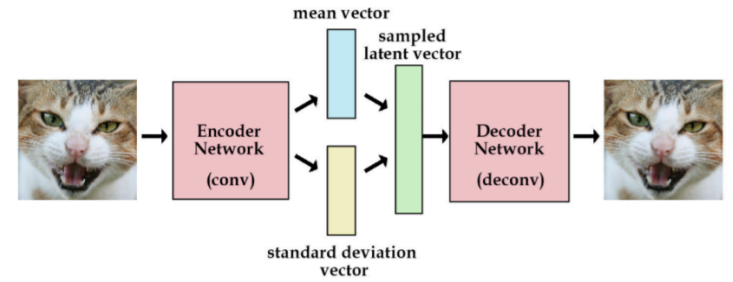 mean vector
sampled
latent vector
Encoder
Network
(conv)
Decoder
Network
(deconv)
standard deviation
vector